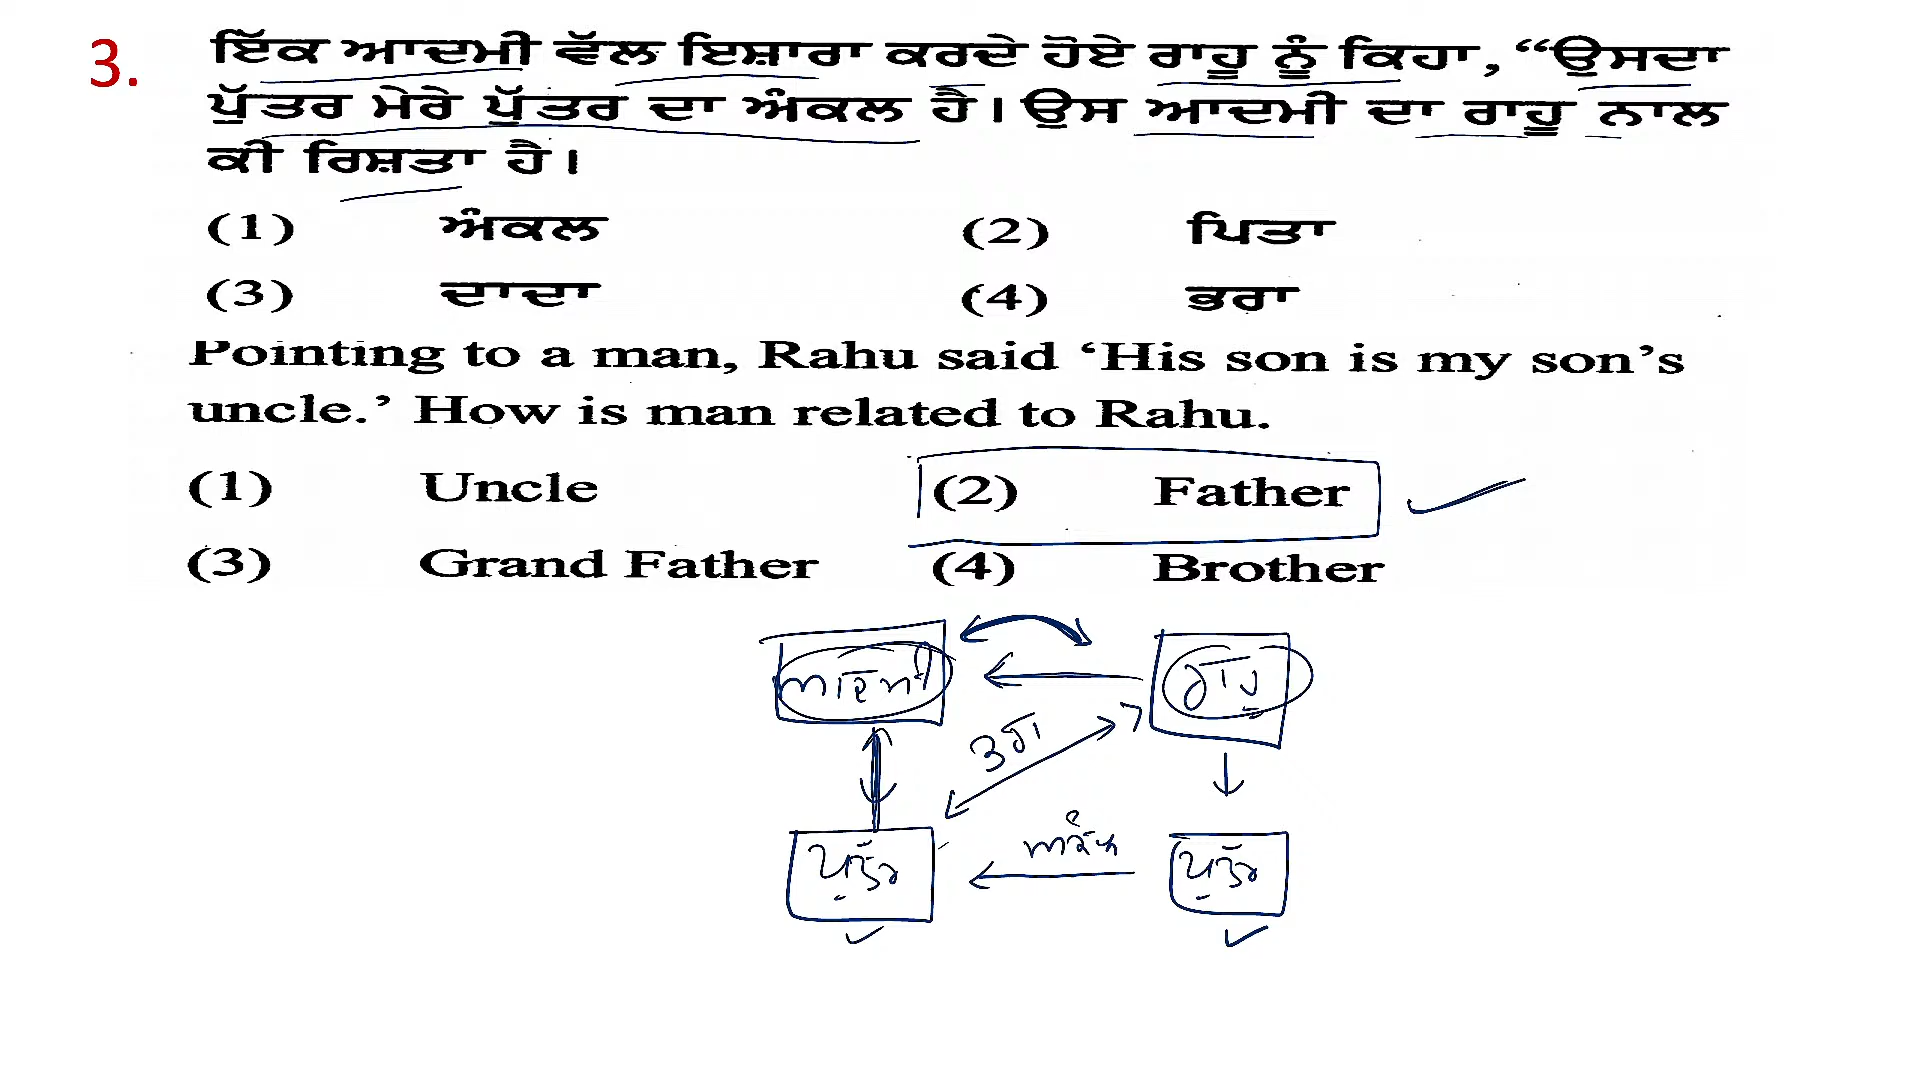 3.
ਇੱਕ ਆਦਮੀ ਵੱਲ ਇਸ਼ਾਰਾ ਕਰਦੇ ਹੋਏ ਰਾਹੂ ਨੂੰ ਕਿਹਾ, “ਉਸਦਾ
ਪੁੱਤਰ ਮੇਰੇ ਪੁੱਤਰ ਦਾ ਅੰਕਲ ਹੈ। ਉਸ ਆਦਮੀ ਦਾ ਰਾਹੂ ਨਾਲ
ਕੀ ਰਿਸ਼ਤਾ ਹੈ।
(1) ਅੰਕਲ (2) ਪਿਤਾ
(3) ਦਾਦਾ (4) ਭਰਾ
Pointing to a man, Rahu said ‘His son is my son’s
uncle.’ How is man related to Rahu.
(1) Uncle (2) Father
(3) Grand Father (4) Brother
ਆਦਮੀ ਰਾਹੂ
ਪੁੱਤਰ ਪੁੱਤਰ